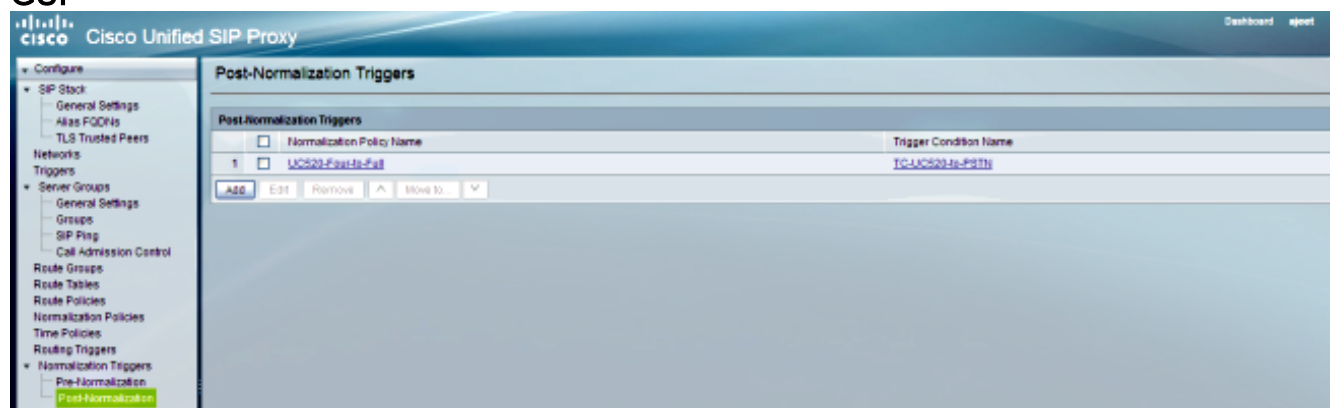 CISCO Cisco Unified SIP Proxy
Dashboard ajeet
Configure
SIP Stack
General Settings
Alias FQDNs
TLS Trusted Peers
Networks
Triggers
Server Groups
General Settings
Groups
SIP Ping
Call Admission Control
Route Groups
Route Tables
Route Policies
Normalization Policies
Time Policies
Routing Triggers
Normalization Triggers
Pre-Normalization
Post-Normalization
Post-Normalization Triggers
Post-Normalization Triggers
Normalization Policy Name Trigger Condition Name
1 UC520-Four-to-Full TC-UC520-to-PSTN
Add Edit Remove Move to...